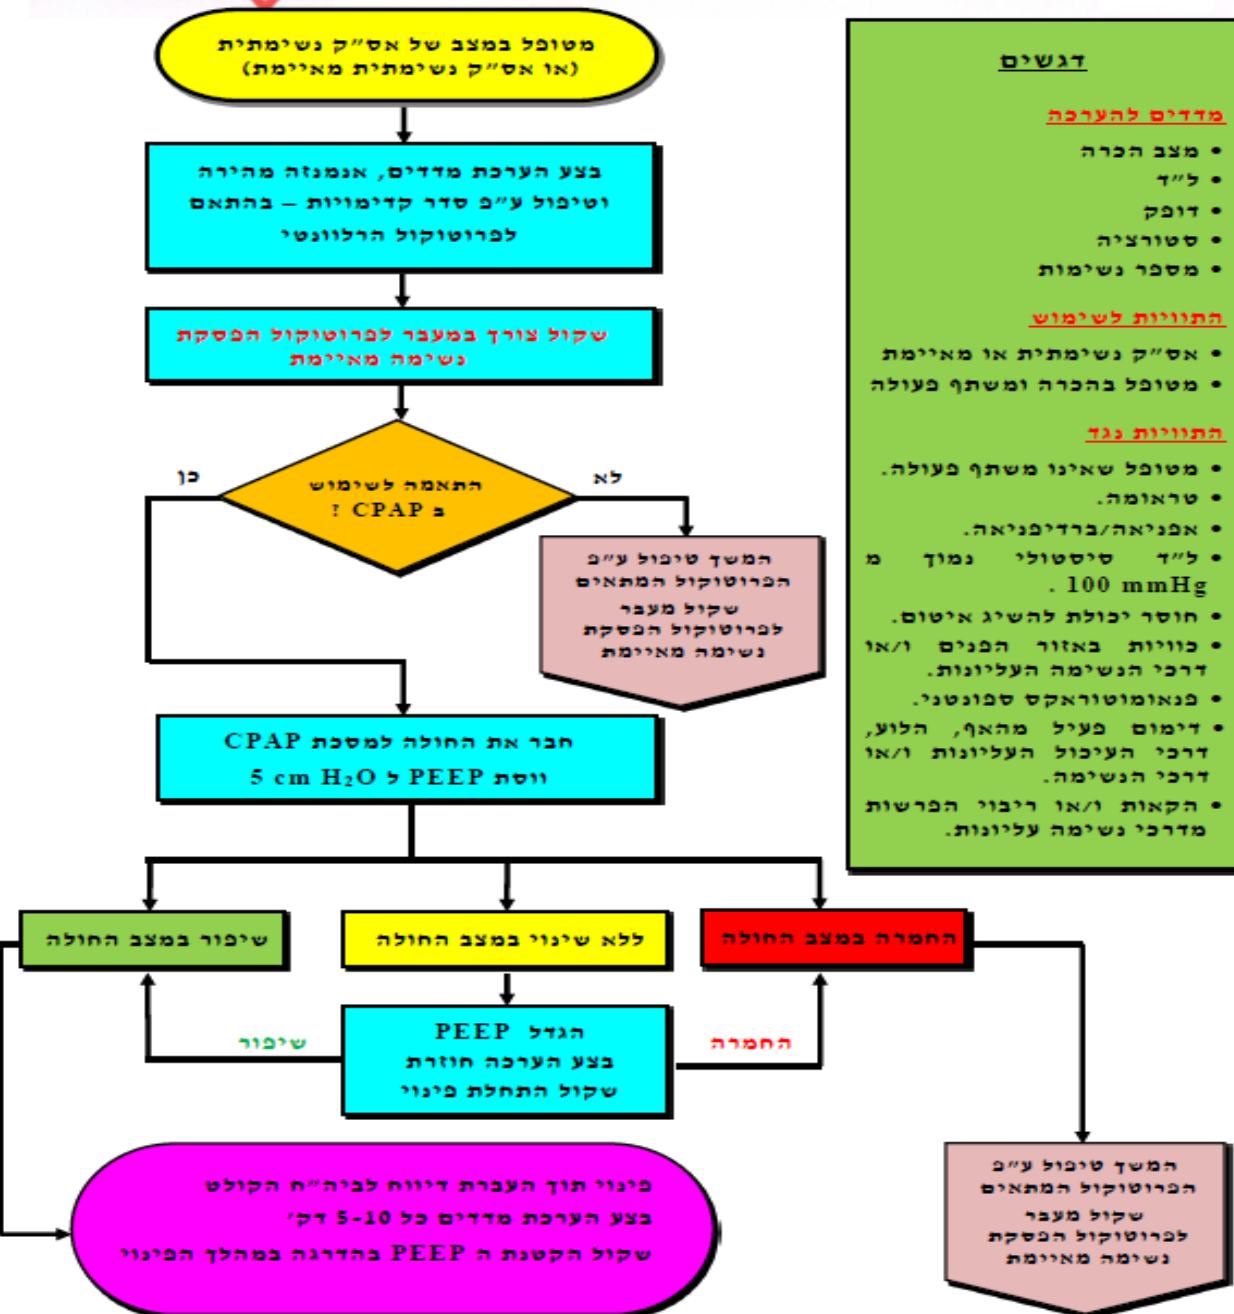 מטופל במצב של אס״ק נשימתית
(או אס״ק נשימתית מאיימת)
בצע הערכת מדדים, אנמנזה מהירה
וטיפול ע״פ סדר קדימויות – בהתאם
לפרוטוקול הרלוונטי
שקול צורך במעבר לפרוטוקול הפסקת
נשימה מאיימת
התאמה לשימוש
ב CPAP ?
כן
לא
המשך טיפול ע״פ
הפרוטוקול המתאים
שקול מעבר
לפרוטוקול הפסקת
נשימה מאיימת
חבר את החולה למסכת CPAP
ווסת PEEP ל 5 cm H₂O
החמרה במצב החולה
ללא שינוי במצב החולה
שיפור במצב החולה
הגדל PEEP
בצע הערכה חוזרת
שקול התחלת פינוי
החמרה
שיפור
פינוי תוך העברת דיווח לביה״ח הקולט
בצע הערכת מדדים כל 5-10 דק׳
שקול הקטנת ה PEEP בהדרגה במהלך הפינוי
המשך טיפול ע״פ
הפרוטוקול המתאים
שקול מעבר
לפרוטוקול הפסקת
נשימה מאיימת
דגשים
מדדים להערכה
• מצב הכרה
• ל״ד
• דופק
• סטורציה
• מספר נשימות
התוויות לשימוש
• אס״ק נשימתית או מאיימת
• מטופל בהכרה ומשתף פעולה
התוויות נגד
• מטופל שאינו משתף פעולה.
• טראומה.
• אפניאה/ברדיפניאה.
• ל״ד סיסטולי נמוך מ
100 mmHg .
• חוסר יכולת להשיג איטום.
• כוויות באזור הפנים ו/או
דרכי הנשימה העליונות.
• פנאומוטוראקס ספונטני.
• דימום פעיל מהאף, הלוע,
דרכי העיכול העליונות ו/או
דרכי הנשימה.
• הקאות ו/או ריבוי הפרשות
מדרכי נשימה עליונות.